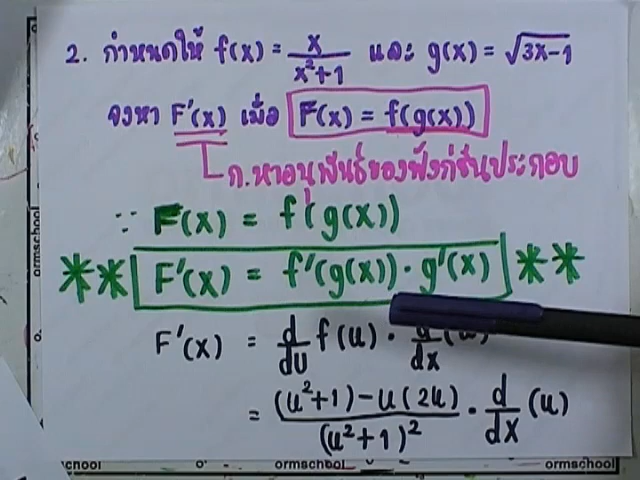 2. กำหนดให้ f(x) = x/(x²+1) และ g(x) = √(3x-1)
จงหา F'(x) เมื่อ F(x) = f(g(x))
ก.หาอนุพันธ์ของฟังก์ชันประกอบ
∵ F(x) = f(g(x))
** F'(x) = f'(g(x))·g'(x) **
F'(x) = d/du f(u) · d/dx (u)
= ((u²+1)-u(2u))/(u²+1)² · d/dx (u)
ormschool
ormschool
ormschool
ormschool